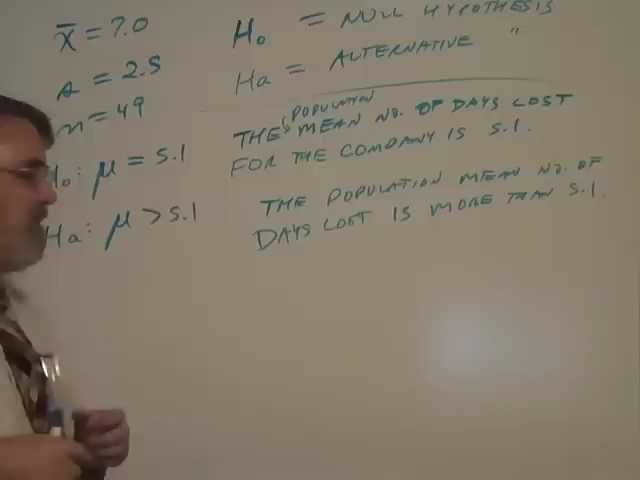 x̄ = 7.0
s = 2.5
n = 49
Ho: μ = 5.1
Ha: μ > 5.1
Ho = NULL HYPOTHESIS
Ha = ALTERNATIVE "
POPULATION
THE MEAN NO. OF DAYS LOST
FOR THE COMPANY IS 5.1.
THE POPULATION MEAN NO. OF
DAYS LOST IS MORE THAN 5.1.